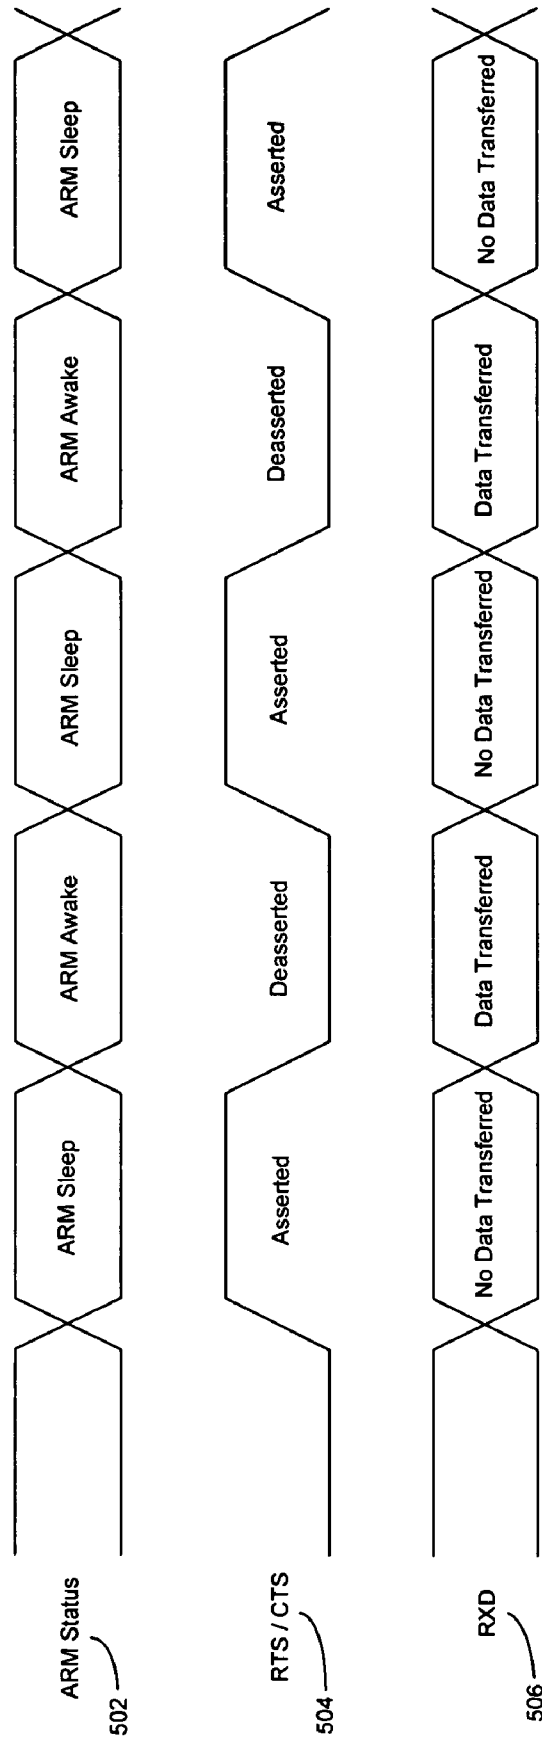 ARM Status
502
ARM Sleep
ARM Awake
ARM Sleep
ARM Awake
ARM Sleep
RTS / CTS
504
Asserted
Deasserted
Asserted
Deasserted
Asserted
RXD
506
No Data Transferred
Data Transferred
No Data Transferred
Data Transferred
No Data Transferred